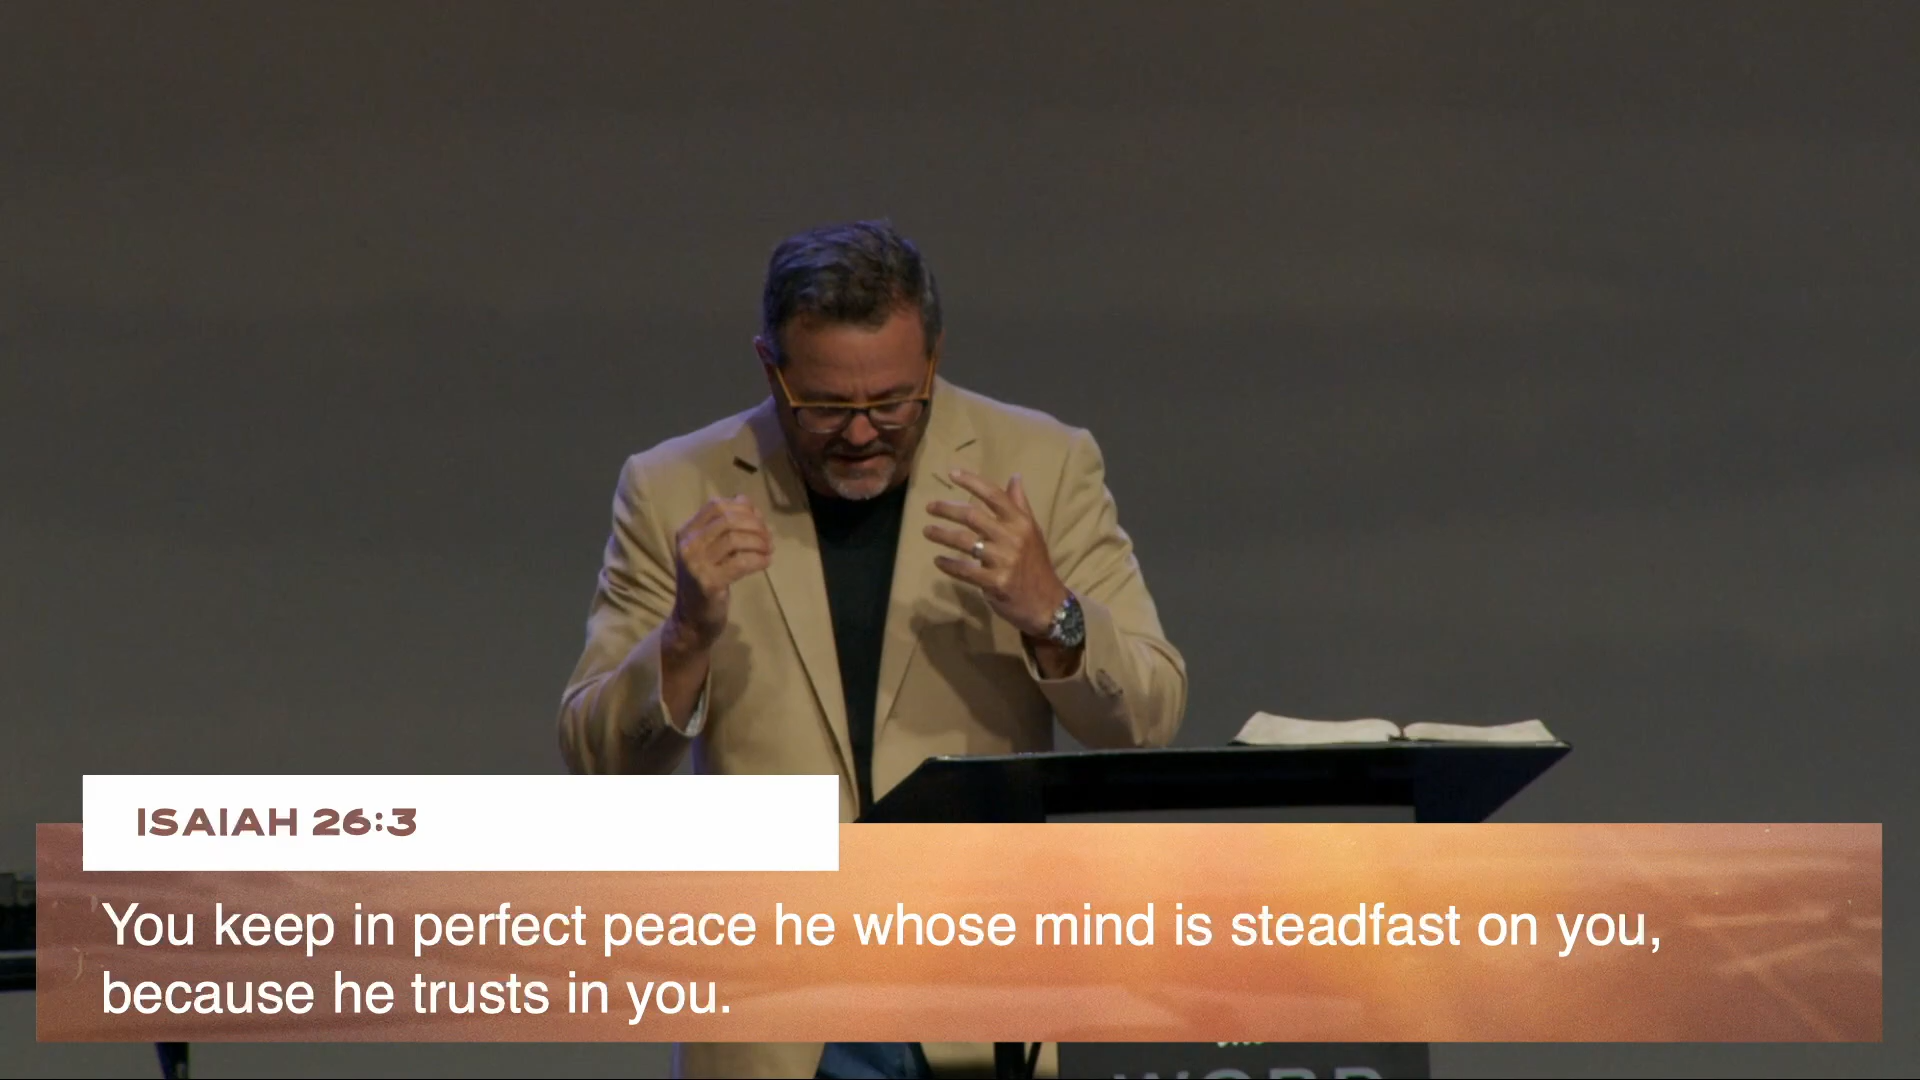 ISAIAH 26:3
You keep in perfect peace he whose mind is steadfast on you,
because he trusts in you.
WORD